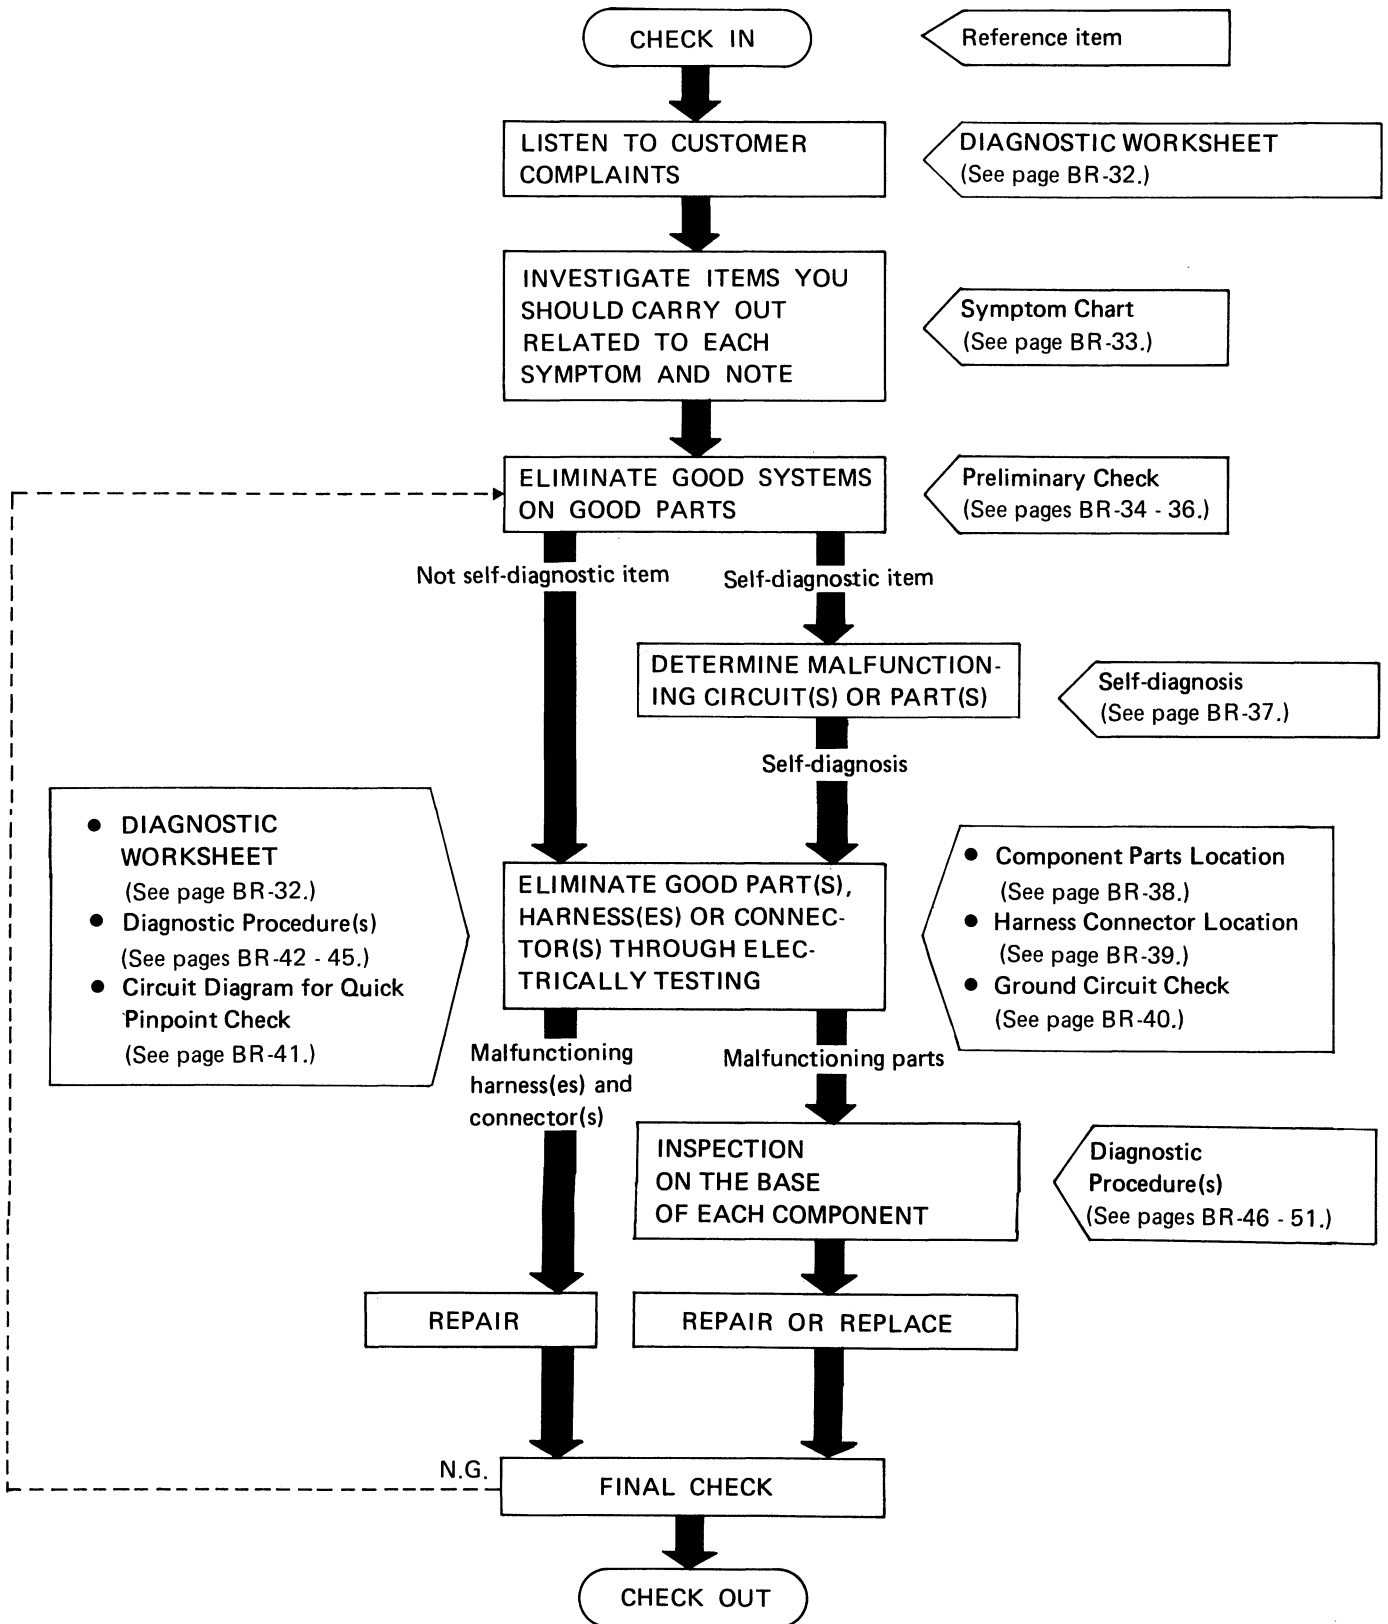 CHECK IN
Reference item
LISTEN TO CUSTOMER
COMPLAINTS
DIAGNOSTIC WORKSHEET
(See page BR-32.)
INVESTIGATE ITEMS YOU
SHOULD CARRY OUT
RELATED TO EACH
SYMPTOM AND NOTE
Symptom Chart
(See page BR-33.)
ELIMINATE GOOD SYSTEMS
ON GOOD PARTS
Preliminary Check
(See pages BR-34 - 36.)
Not self-diagnostic item
Self-diagnostic item
DETERMINE MALFUNCTION-
ING CIRCUIT(S) OR PART(S)
Self-diagnosis
(See page BR-37.)
Self-diagnosis
● DIAGNOSTIC
WORKSHEET
(See page BR-32.)
● Diagnostic Procedure(s)
(See pages BR-42 - 45.)
● Circuit Diagram for Quick
Pinpoint Check
(See page BR-41.)
ELIMINATE GOOD PART(S),
HARNESS(ES) OR CONNEC-
TOR(S) THROUGH ELEC-
TRICALLY TESTING
● Component Parts Location
(See page BR-38.)
● Harness Connector Location
(See page BR-39.)
● Ground Circuit Check
(See page BR-40.)
Malfunctioning
harness(es) and
connector(s)
Malfunctioning parts
INSPECTION
ON THE BASE
OF EACH COMPONENT
Diagnostic
Procedure(s)
(See pages BR-46 - 51.)
REPAIR
REPAIR OR REPLACE
N.G.
FINAL CHECK
CHECK OUT